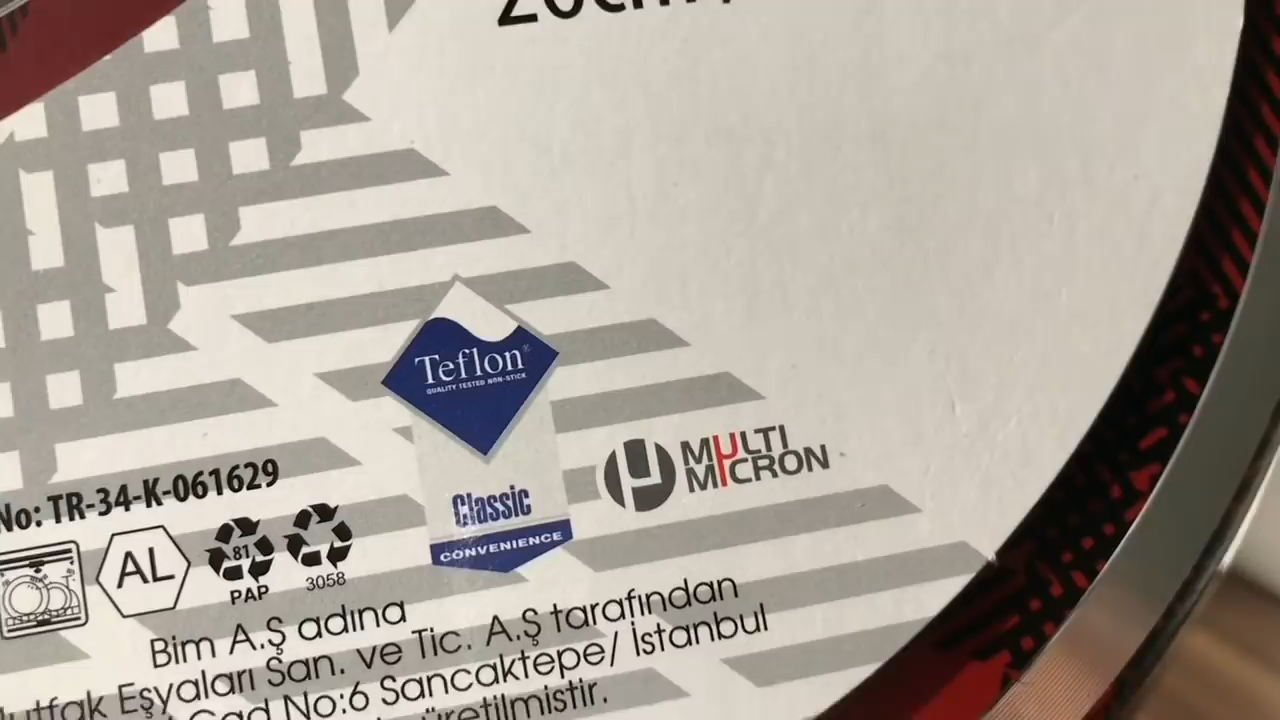 Teflon®
QUALITY TESTED NON-STICK
Classic
CONVENIENCE
MULTI
MICRON
No: TR-34-K-061629
AL
81
PAP
3058
Bim A.Ş adına
Eşyaları San. ve Tic. A.Ş tarafından
Cad No:6 Sancaktepe/ İstanbul
üretilmiştir.